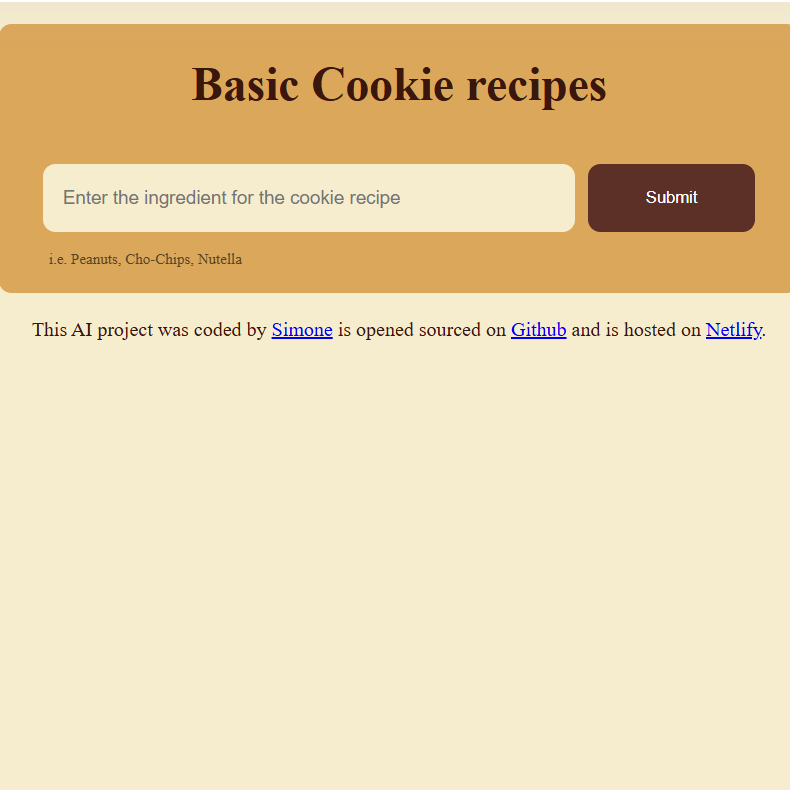 Basic Cookie recipes
Enter the ingredient for the cookie recipe
Submit
i.e. Peanuts, Cho-Chips, Nutella
This AI project was coded by Simone is opened sourced on Github and is hosted on Netlify.